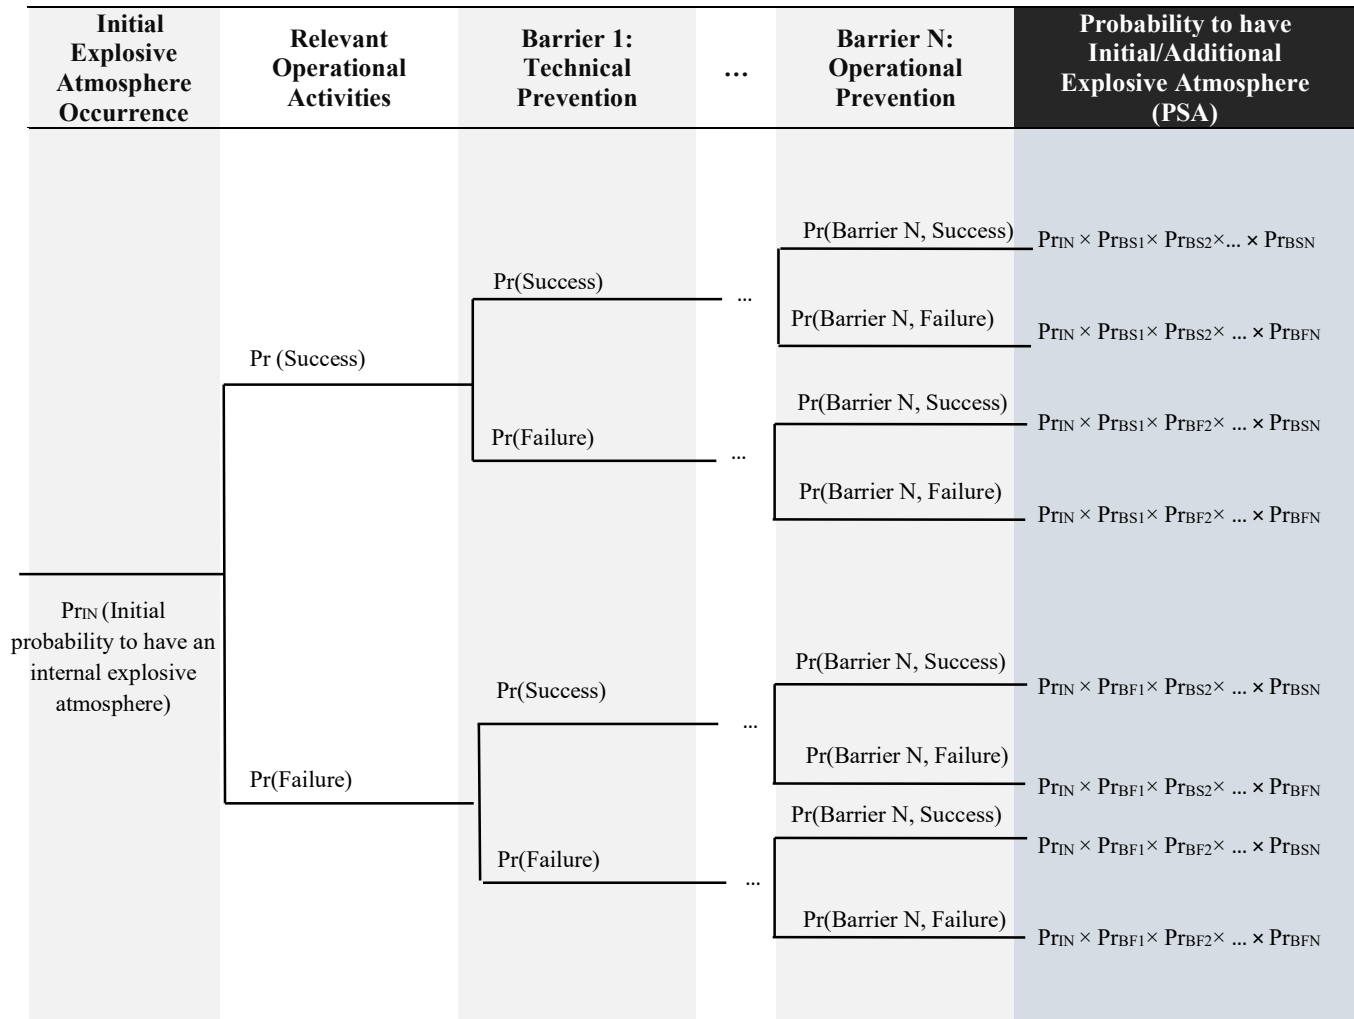 Initial
Explosive
Atmosphere
Occurrence
Relevant
Operational
Activities
Barrier 1:
Technical
Prevention
...
Barrier N:
Operational
Prevention
Probability to have
Initial/Additional
Explosive Atmosphere
(PSA)
Pr(Barrier N, Success)
PrIN × PrBS1× PrBS2×... × PrBSN
Pr(Success)
...
Pr(Barrier N, Failure)
PrIN × PrBS1× PrBS2× ... × PrBFN
Pr (Success)
Pr(Barrier N, Success)
PrIN × PrBS1× PrBF2× ... × PrBSN
Pr(Failure)
...
Pr(Barrier N, Failure)
PrIN × PrBS1× PrBF2× ... × PrBFN
PrIN (Initial
probability to have an
internal explosive
atmosphere)
Pr(Barrier N, Success)
PrIN × PrBF1× PrBS2× ... × PrBSN
Pr(Success)
...
Pr(Barrier N, Failure)
PrIN × PrBF1× PrBS2× ... × PrBFN
Pr(Failure)
Pr(Barrier N, Success)
PrIN × PrBF1× PrBF2× ... × PrBSN
Pr(Failure)
...
Pr(Barrier N, Failure)
PrIN × PrBF1× PrBF2× ... × PrBFN